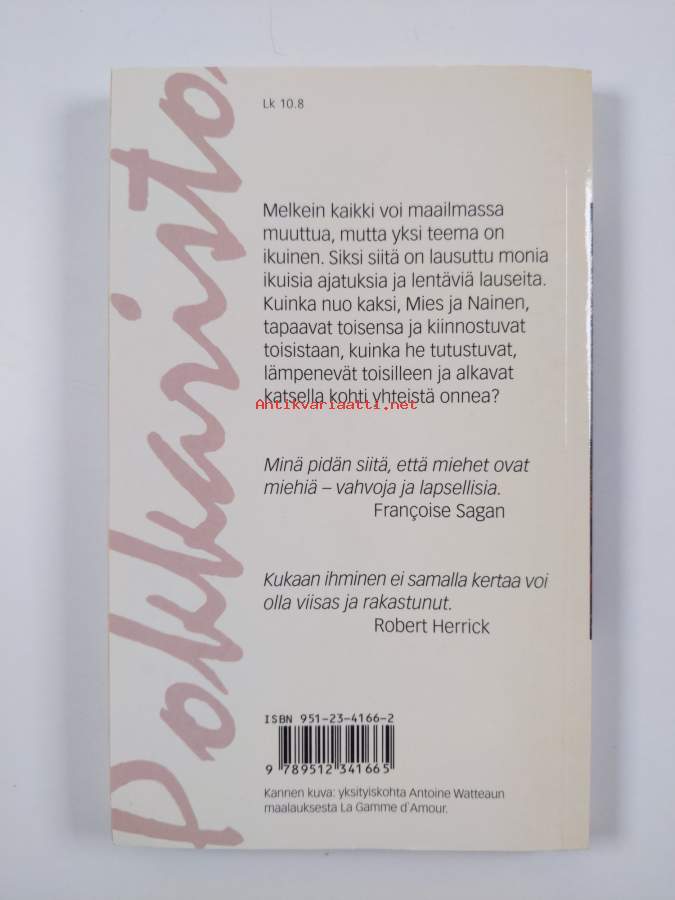 Pokkaristo
Lk 10.8
Melkein kaikki voi maailmassa
muuttua, mutta yksi teema on
ikuinen. Siksi siitä on lausuttu monia
ikuisia ajatuksia ja lentäviä lauseita.
Kuinka nuo kaksi, Mies ja Nainen,
tapaavat toisensa ja kiinnostuvat
toisistaan, kuinka he tutustuvat,
lämpenevät toisilleen ja alkavat
katsella kohti yhteistä onnea?
Antikvariaatti.net
Minä pidän siitä, että miehet ovat
miehiä – vahvoja ja lapsellisia.
Françoise Sagan
Kukaan ihminen ei samalla kertaa voi
olla viisas ja rakastunut.
Robert Herrick
ISBN 951-23-4166-2
9 789512 341665
Kannen kuva: yksityiskohta Antoine Watteaun
maalauksesta La Gamme d'Amour.